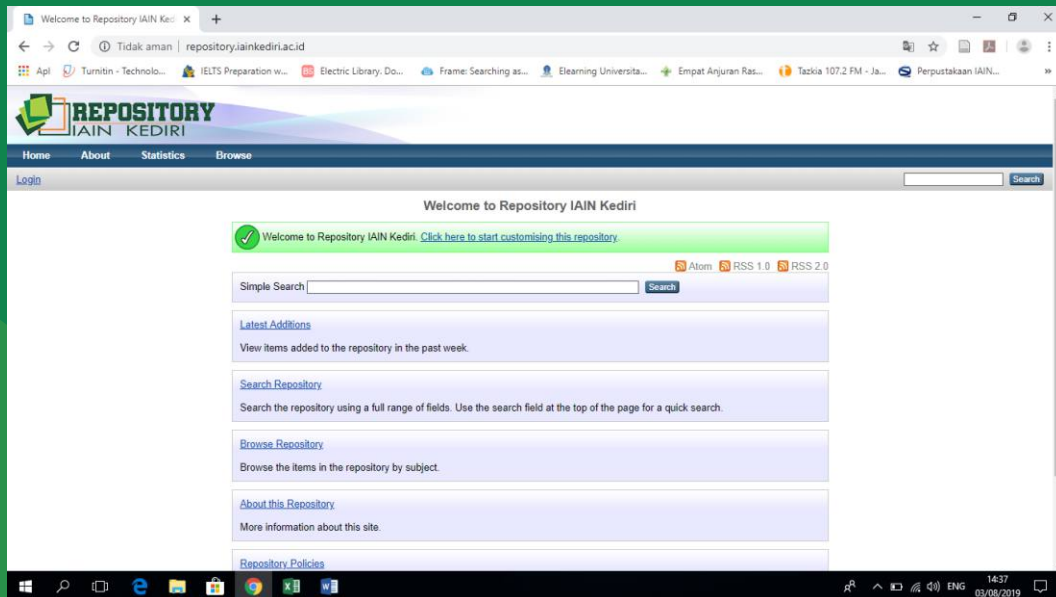 Welcome to Repository IAIN Ked
Tidak aman | repository.iainkediri.ac.id
Apl Turnitin - Technolo... IELTS Preparation w... BS Electric Library. Do... Frame: Searching as... Elearning Universita... Empat Anjuran Ras... Tazkia 107.2 FM - Ja... Perpustakaan IAIN... »
REPOSITORY
IAIN KEDIRI
Home About Statistics Browse
Login Search
Welcome to Repository IAIN Kediri
Welcome to Repository IAIN Kediri. Click here to start customising this repository.
Atom RSS 1.0 RSS 2.0
Simple Search Search
Latest Additions
View items added to the repository in the past week.
Search Repository
Search the repository using a full range of fields. Use the search field at the top of the page for a quick search.
Browse Repository
Browse the items in the repository by subject.
About this Repository
More information about this site.
Repository Policies
ENG 14:37
03/08/2019